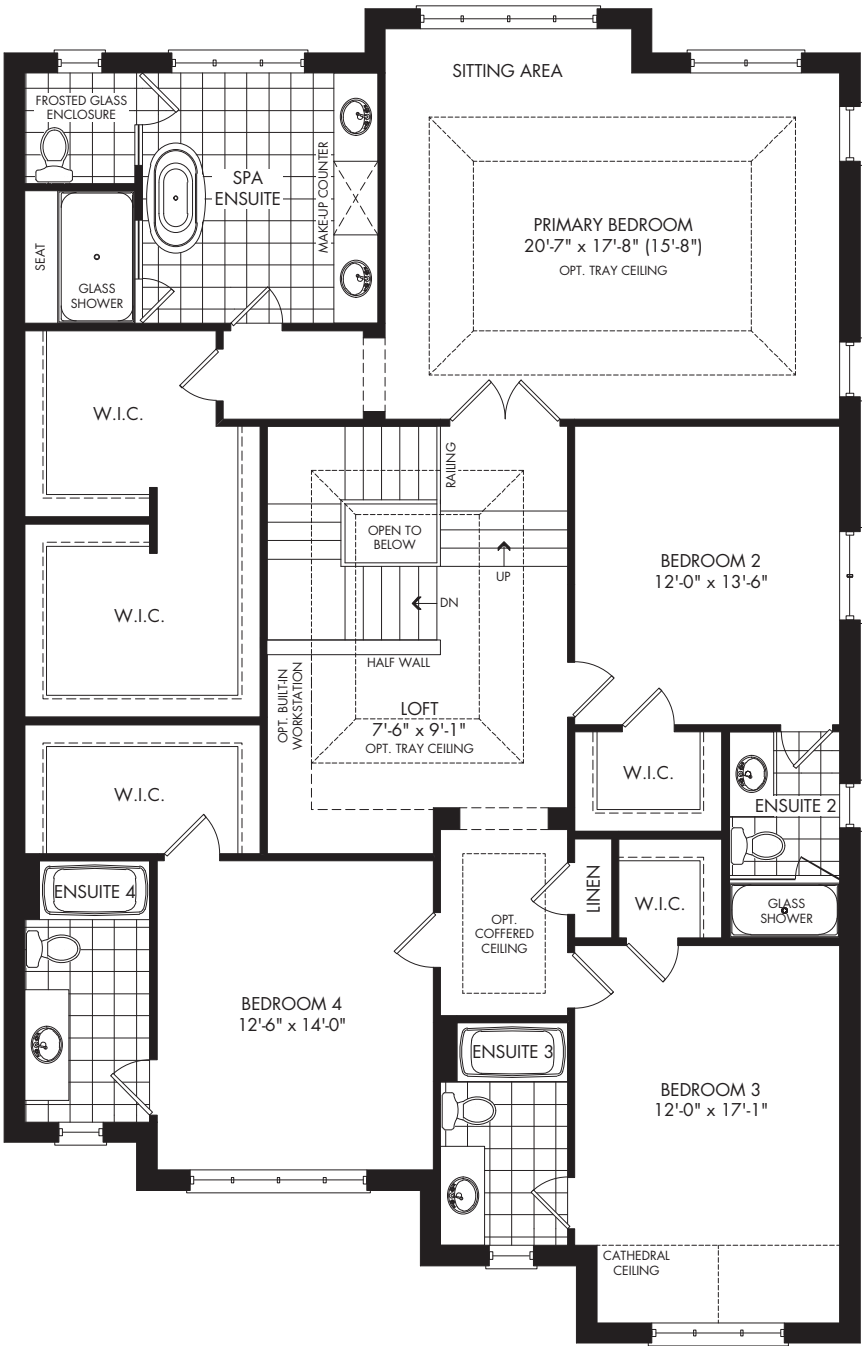 SITTING AREA
FROSTED GLASS
ENCLOSURE
SPA
ENSUITE
MAKE-UP COUNTER
PRIMARY BEDROOM
20'-7" x 17'-8" (15'-8")
OPT. TRAY CEILING
SEAT
GLASS
SHOWER
W.I.C.
RAILING
OPEN TO
BELOW
UP
DN
BEDROOM 2
12'-0" x 13'-6"
W.I.C.
HALF WALL
OPT. BUILT-IN
WORKSTATION
LOFT
7'-6" x 9'-1"
OPT. TRAY CEILING
W.I.C.
W.I.C.
ENSUITE 2
ENSUITE 4
LINEN
W.I.C.
GLASS
SHOWER
OPT.
COFFERED
CEILING
BEDROOM 4
12'-6" x 14'-0"
ENSUITE 3
BEDROOM 3
12'-0" x 17'-1"
CATHEDRAL
CEILING